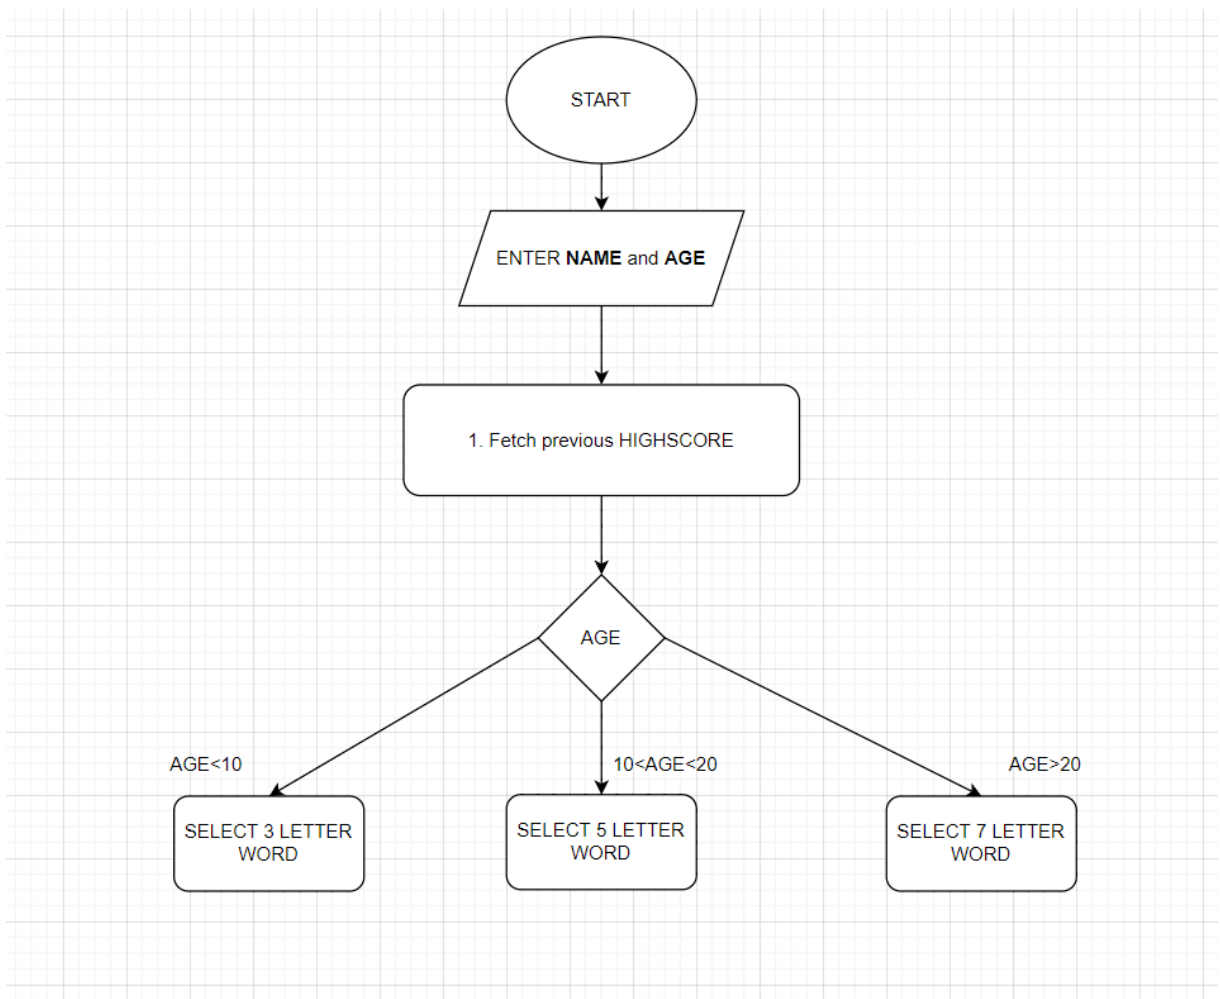 START
ENTER NAME and AGE
1. Fetch previous HIGHSCORE
AGE
AGE<10
10<AGE<20
AGE>20
SELECT 3 LETTER
WORD
SELECT 5 LETTER
WORD
SELECT 7 LETTER
WORD